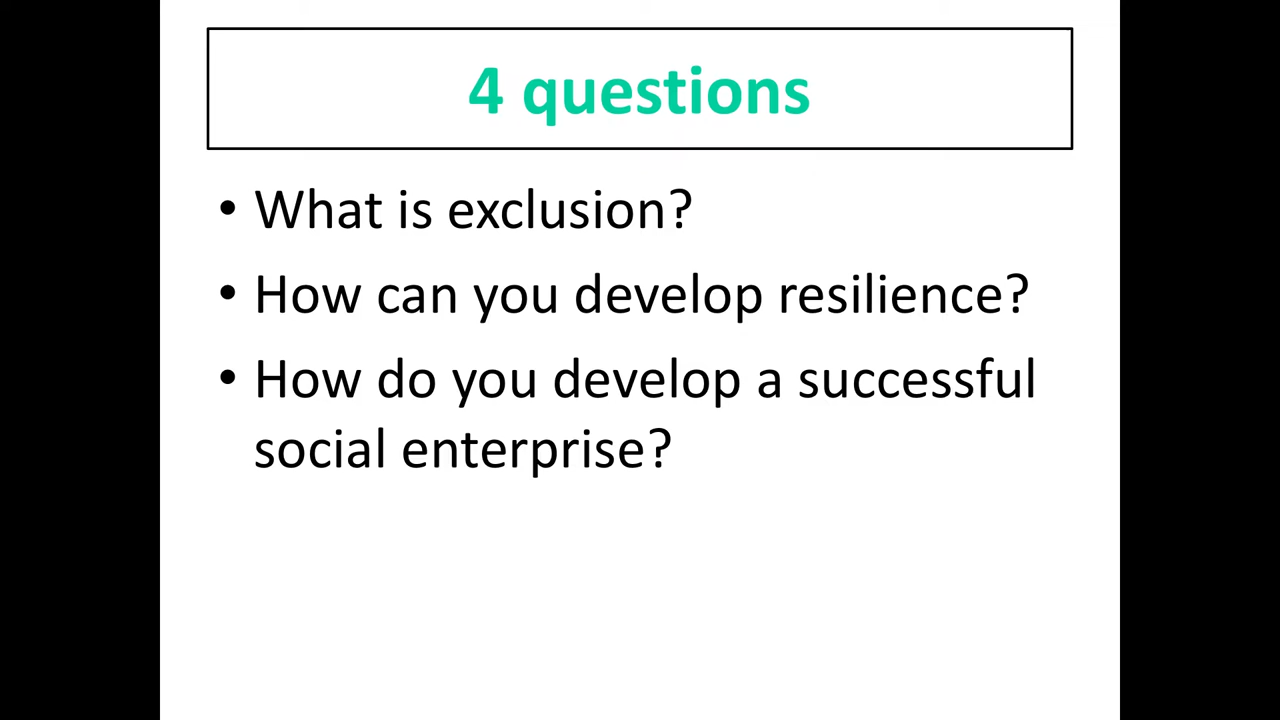 4 questions
• What is exclusion?
• How can you develop resilience?
• How do you develop a successful
social enterprise?